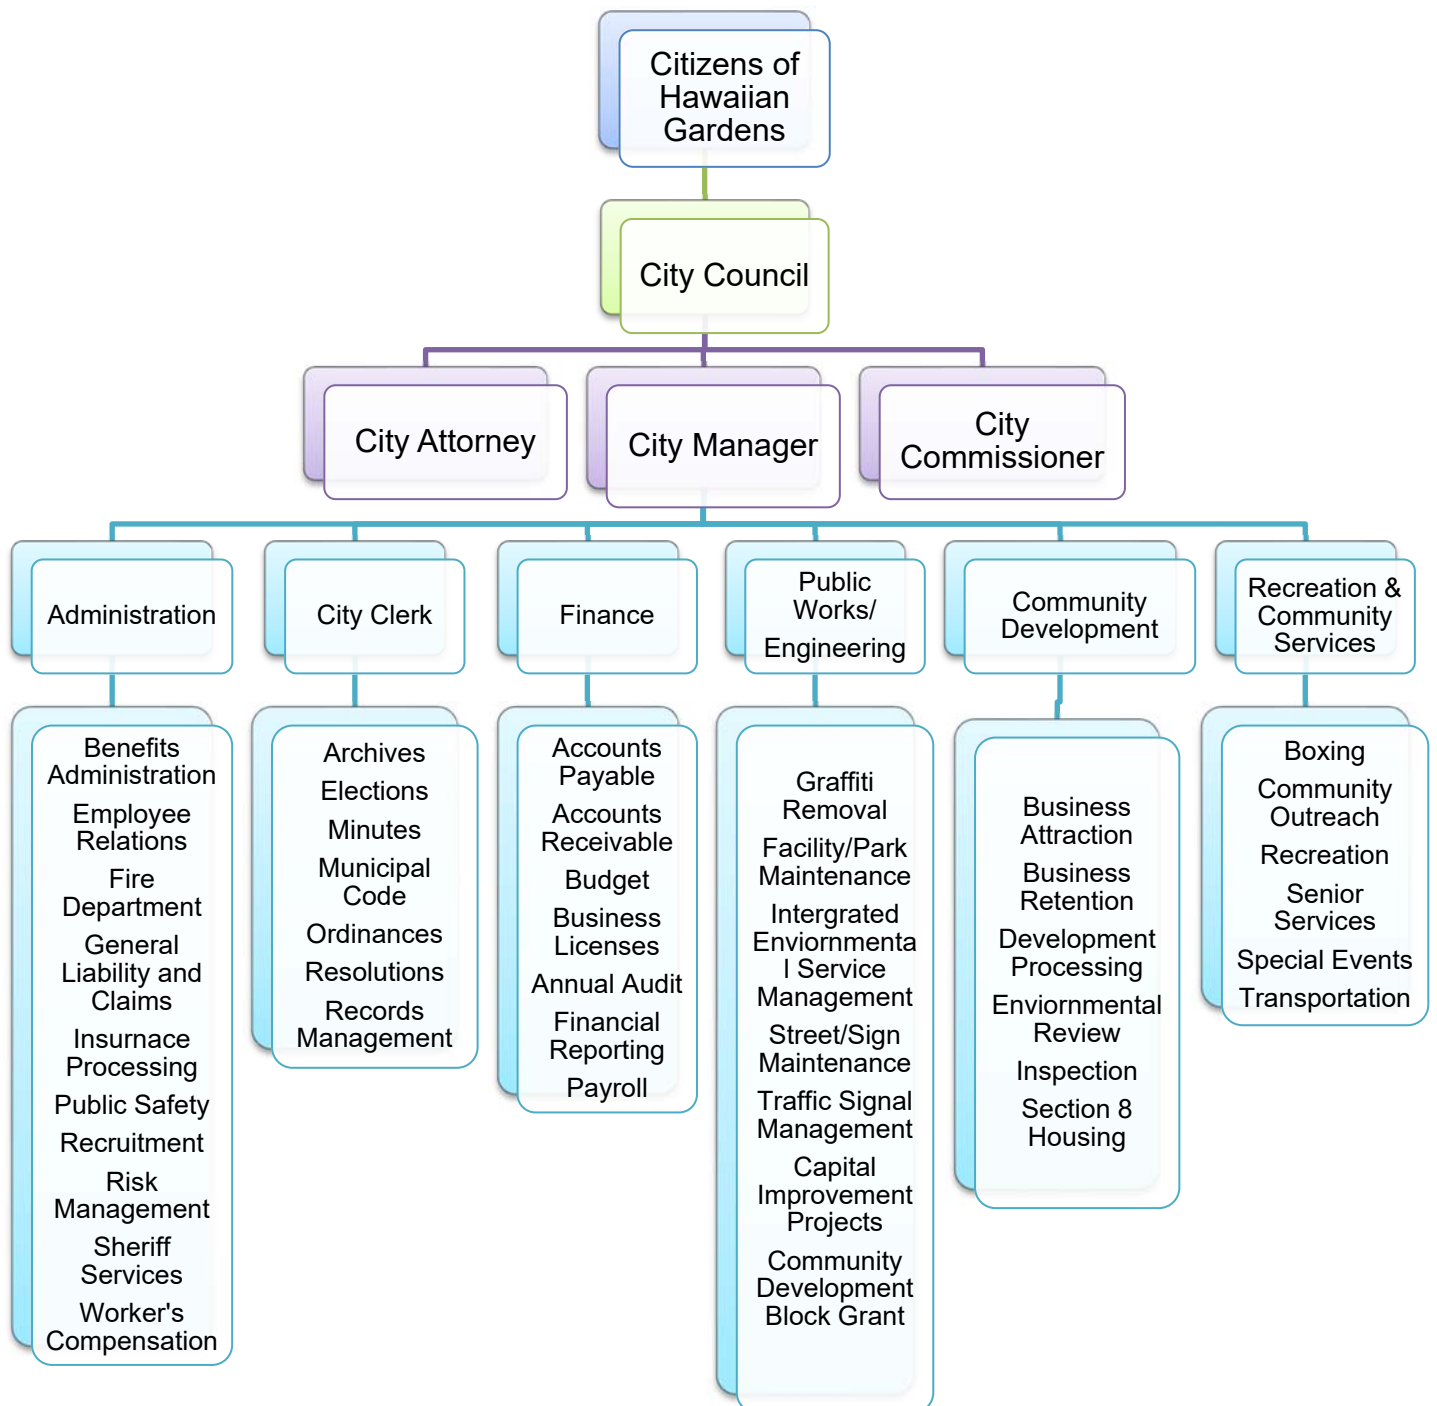 Citizens of
Hawaiian
Gardens
City Council
City Attorney
City Manager
City
Commissioner
Administration
City Clerk
Finance
Public
Works/
Engineering
Community
Development
Recreation &
Community
Services
Benefits
Administration
Employee
Relations
Fire
Department
General
Liability and
Claims
Insurnace
Processing
Public Safety
Recruitment
Risk
Management
Sheriff
Services
Worker's
Compensation
Archives
Elections
Minutes
Municipal
Code
Ordinances
Resolutions
Records
Management
Accounts
Payable
Accounts
Receivable
Budget
Business
Licenses
Annual Audit
Financial
Reporting
Payroll
Graffiti
Removal
Facility/Park
Maintenance
Intergrated
Enviornmenta
l Service
Management
Street/Sign
Maintenance
Traffic Signal
Management
Capital
Improvement
Projects
Community
Development
Block Grant
Business
Attraction
Business
Retention
Development
Processing
Enviornmental
Review
Inspection
Section 8
Housing
Boxing
Community
Outreach
Recreation
Senior
Services
Special Events
Transportation